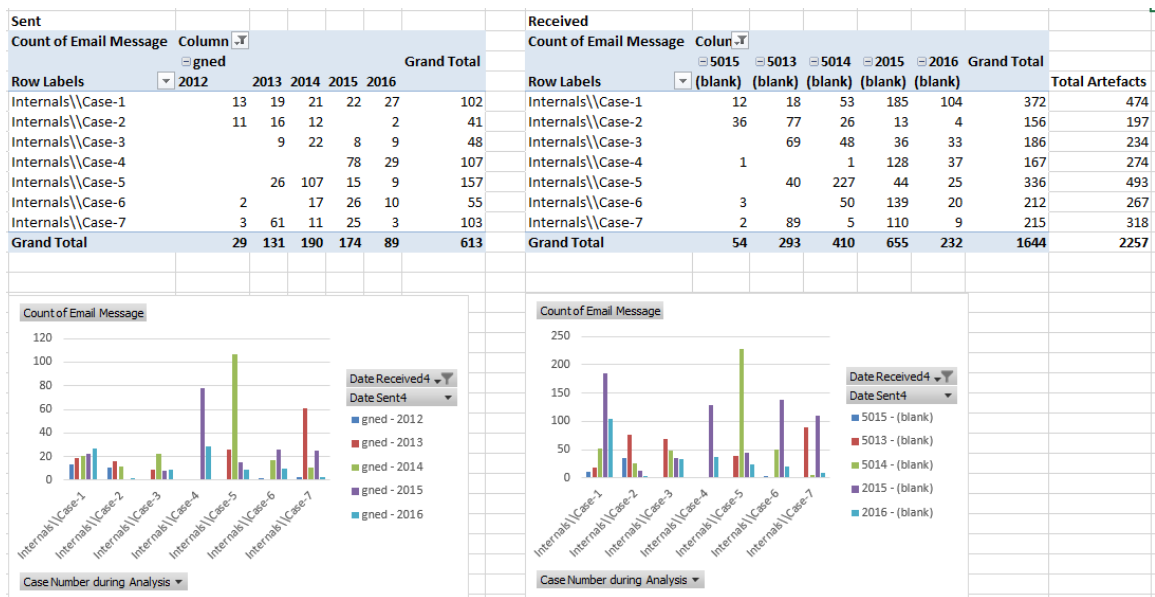 Sent
Count of Email Message Column
gned Grand Total
Row Labels 2012 2013 2014 2015 2016
Internals\\Case-1 13 19 21 22 27 102
Internals\\Case-2 11 16 12 2 41
Internals\\Case-3 9 22 8 9 48
Internals\\Case-4 78 29 107
Internals\\Case-5 26 107 15 9 157
Internals\\Case-6 2 17 26 10 55
Internals\\Case-7 3 61 11 25 3 103
Grand Total 29 131 190 174 89 613
Received
Count of Email Message Colun
5015 5013 5014 2015 2016 Grand Total
Row Labels (blank) (blank) (blank) (blank) (blank) Total Artefacts
Internals\\Case-1 12 18 53 185 104 372 474
Internals\\Case-2 36 77 26 13 4 156 197
Internals\\Case-3 69 48 36 33 186 234
Internals\\Case-4 1 1 128 37 167 274
Internals\\Case-5 40 227 44 25 336 493
Internals\\Case-6 3 50 139 20 212 267
Internals\\Case-7 2 89 5 110 9 215 318
Grand Total 54 293 410 655 232 1644 2257
Count of Email Message
120
100
80
60
40
20
0
Internals\\Case-1
Internals\\Case-2
Internals\\Case-3
Internals\\Case-4
Internals\\Case-5
Internals\\Case-6
Internals\\Case-7
Date Received4
Date Sent4
gned - 2012
gned - 2013
gned - 2014
gned - 2015
gned - 2016
Case Number during Analysis
Count of Email Message
250
200
150
100
50
0
Internals\\Case-1
Internals\\Case-2
Internals\\Case-3
Internals\\Case-4
Internals\\Case-5
Internals\\Case-6
Internals\\Case-7
Date Received4
Date Sent4
5015 - (blank)
5013 - (blank)
5014 - (blank)
2015 - (blank)
2016 - (blank)
Case Number during Analysis